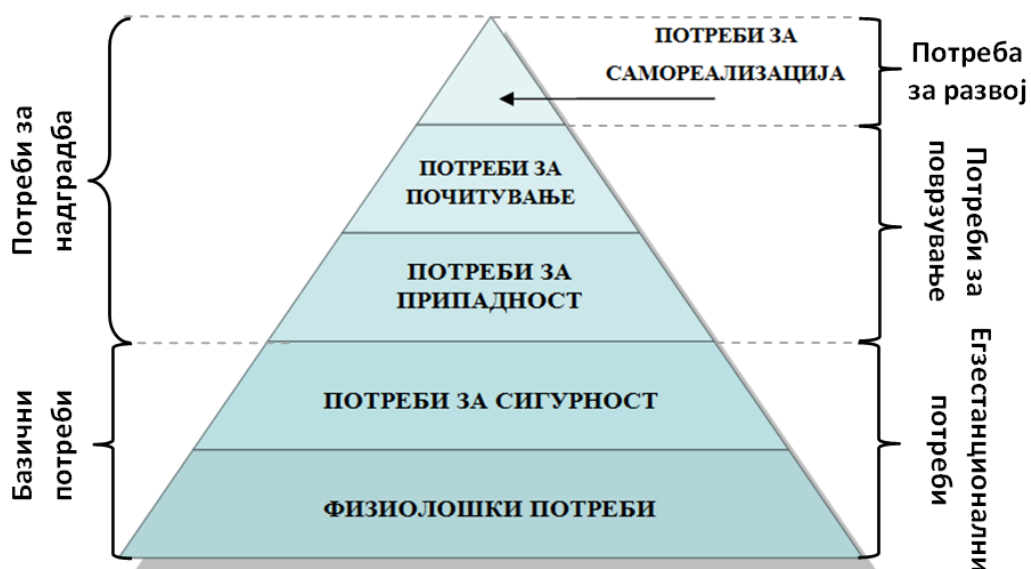 ПОТРЕБИ ЗА
САМОРЕАЛИЗАЦИЈА
Потреба
за развој
Потреби за
надградба
ПОТРЕБИ ЗА
ПОЧИТУВАЊЕ
Потреби за
поврзување
ПОТРЕБИ ЗА
ПРИПАДНОСТ
Базични
потреби
ПОТРЕБИ ЗА СИГУРНОСТ
ФИЗИОЛОШКИ ПОТРЕБИ
Егзестанционални
потреби